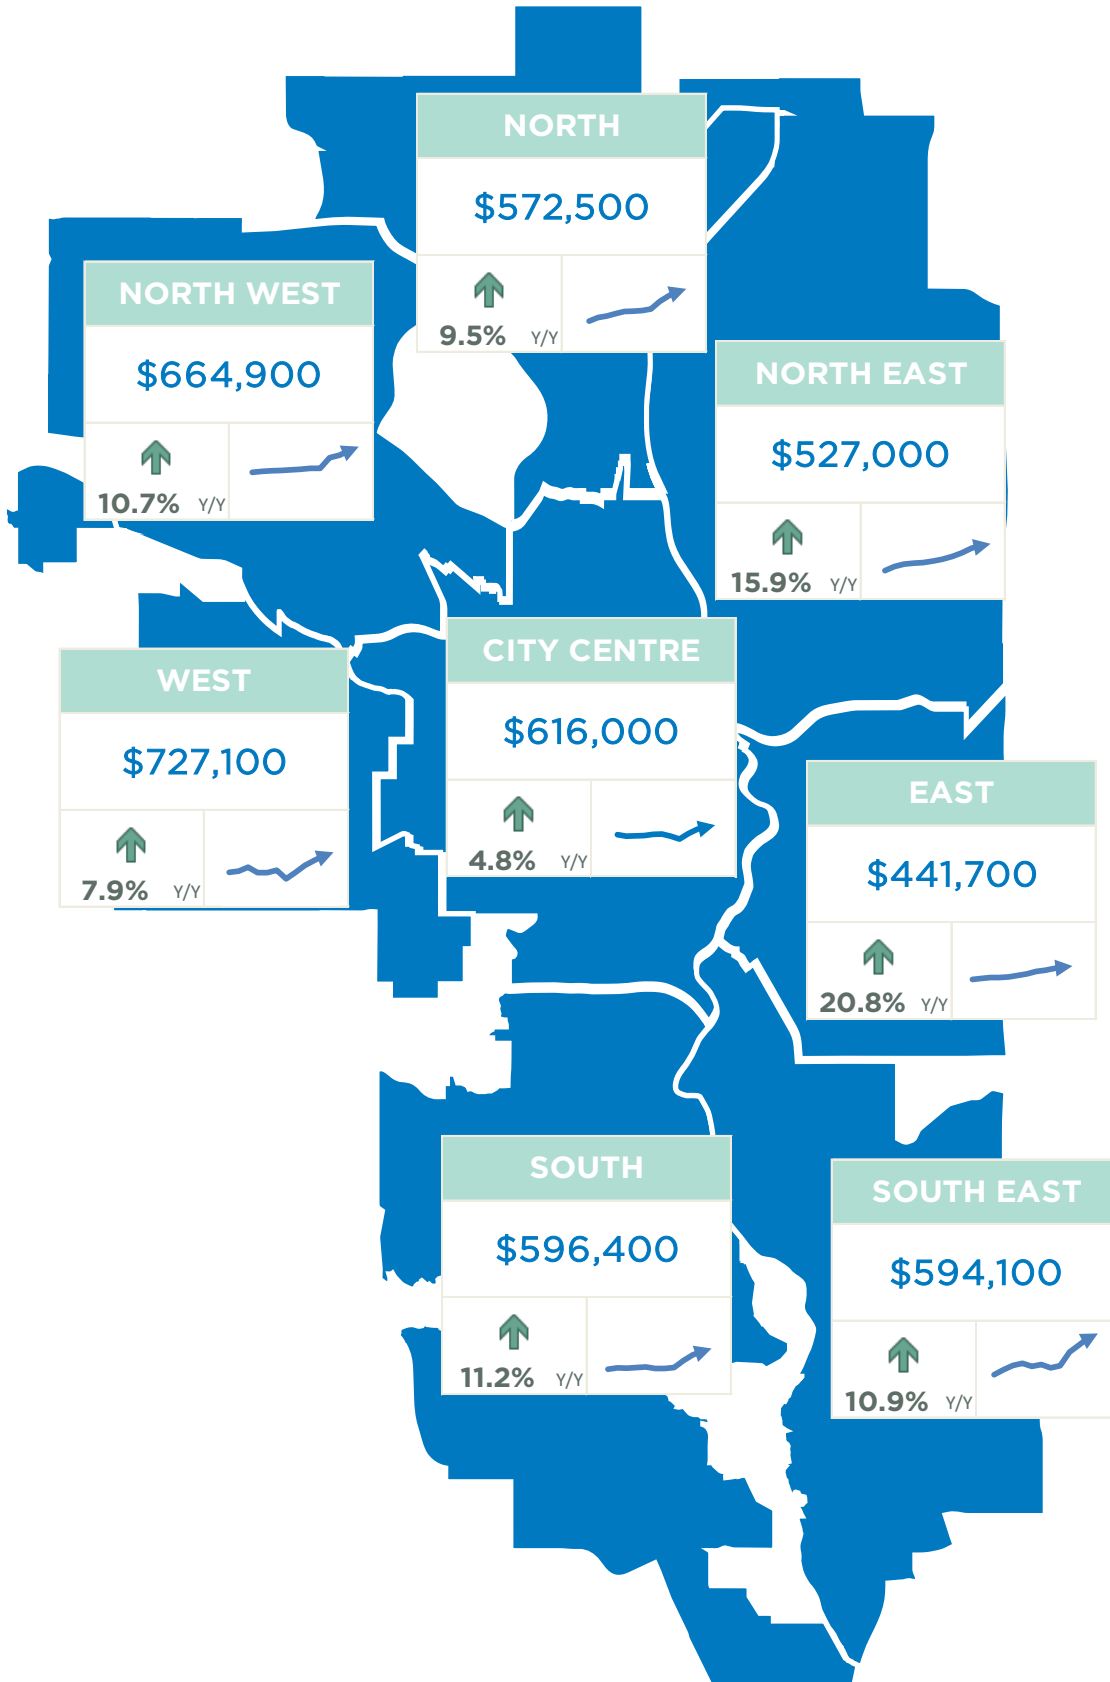 NORTH
$572,500
9.5% Y/Y
NORTH WEST
$664,900
10.7% Y/Y
NORTH EAST
$527,000
15.9% Y/Y
CITY CENTRE
$616,000
4.8% Y/Y
WEST
$727,100
7.9% Y/Y
EAST
$441,700
20.8% Y/Y
SOUTH
$596,400
11.2% Y/Y
SOUTH EAST
$594,100
10.9% Y/Y